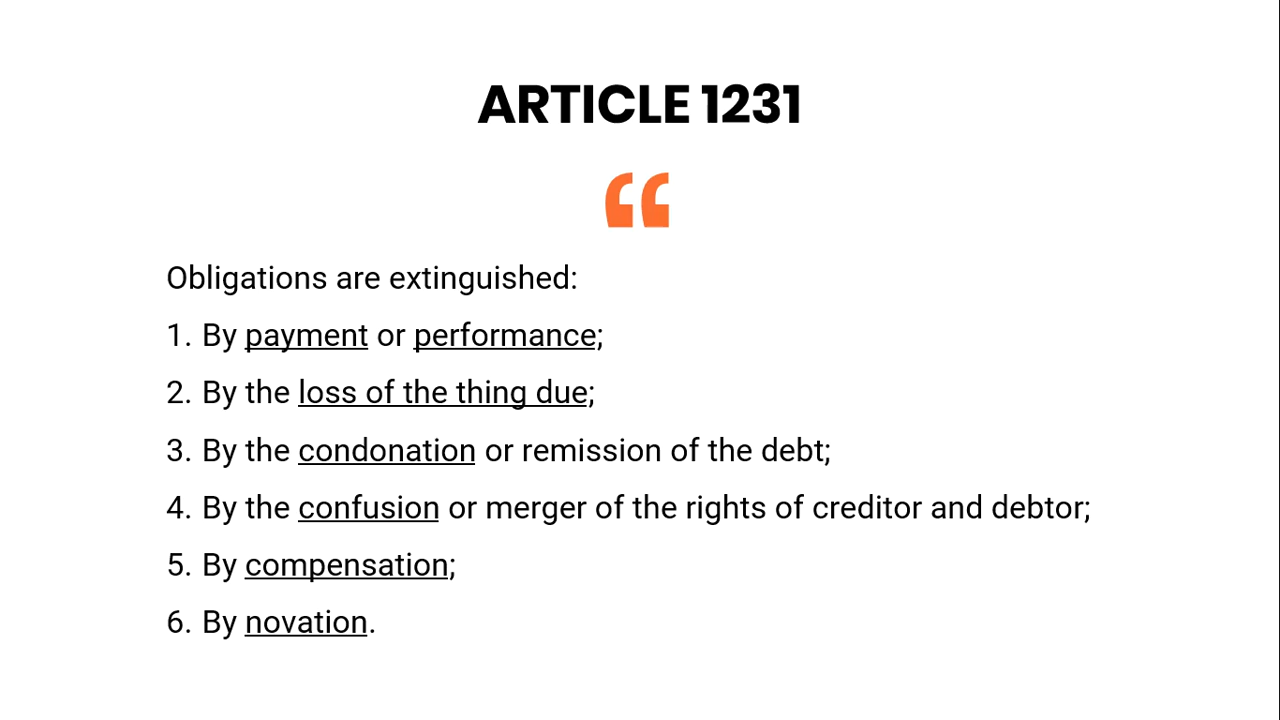 ARTICLE 1231
“
Obligations are extinguished:
1. By payment or performance;
2. By the loss of the thing due;
3. By the condonation or remission of the debt;
4. By the confusion or merger of the rights of creditor and debtor;
5. By compensation;
6. By novation.